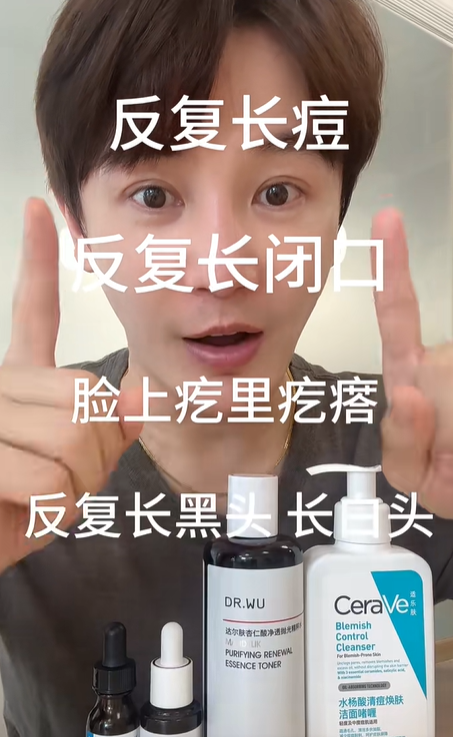 反复长痘
反复长闭口
脸上疙里疙瘩
反复长黑头 长白头
DR.WU
达尔肤杏仁酸净透抛光精粹水
PURIFYING RENEWAL
ESSENCE TONER
CeraVe
适乐肤
Blemish
Control
Cleanser
For Blemish-Prone Skin
水杨酸清痘焕肤
洁面啫喱